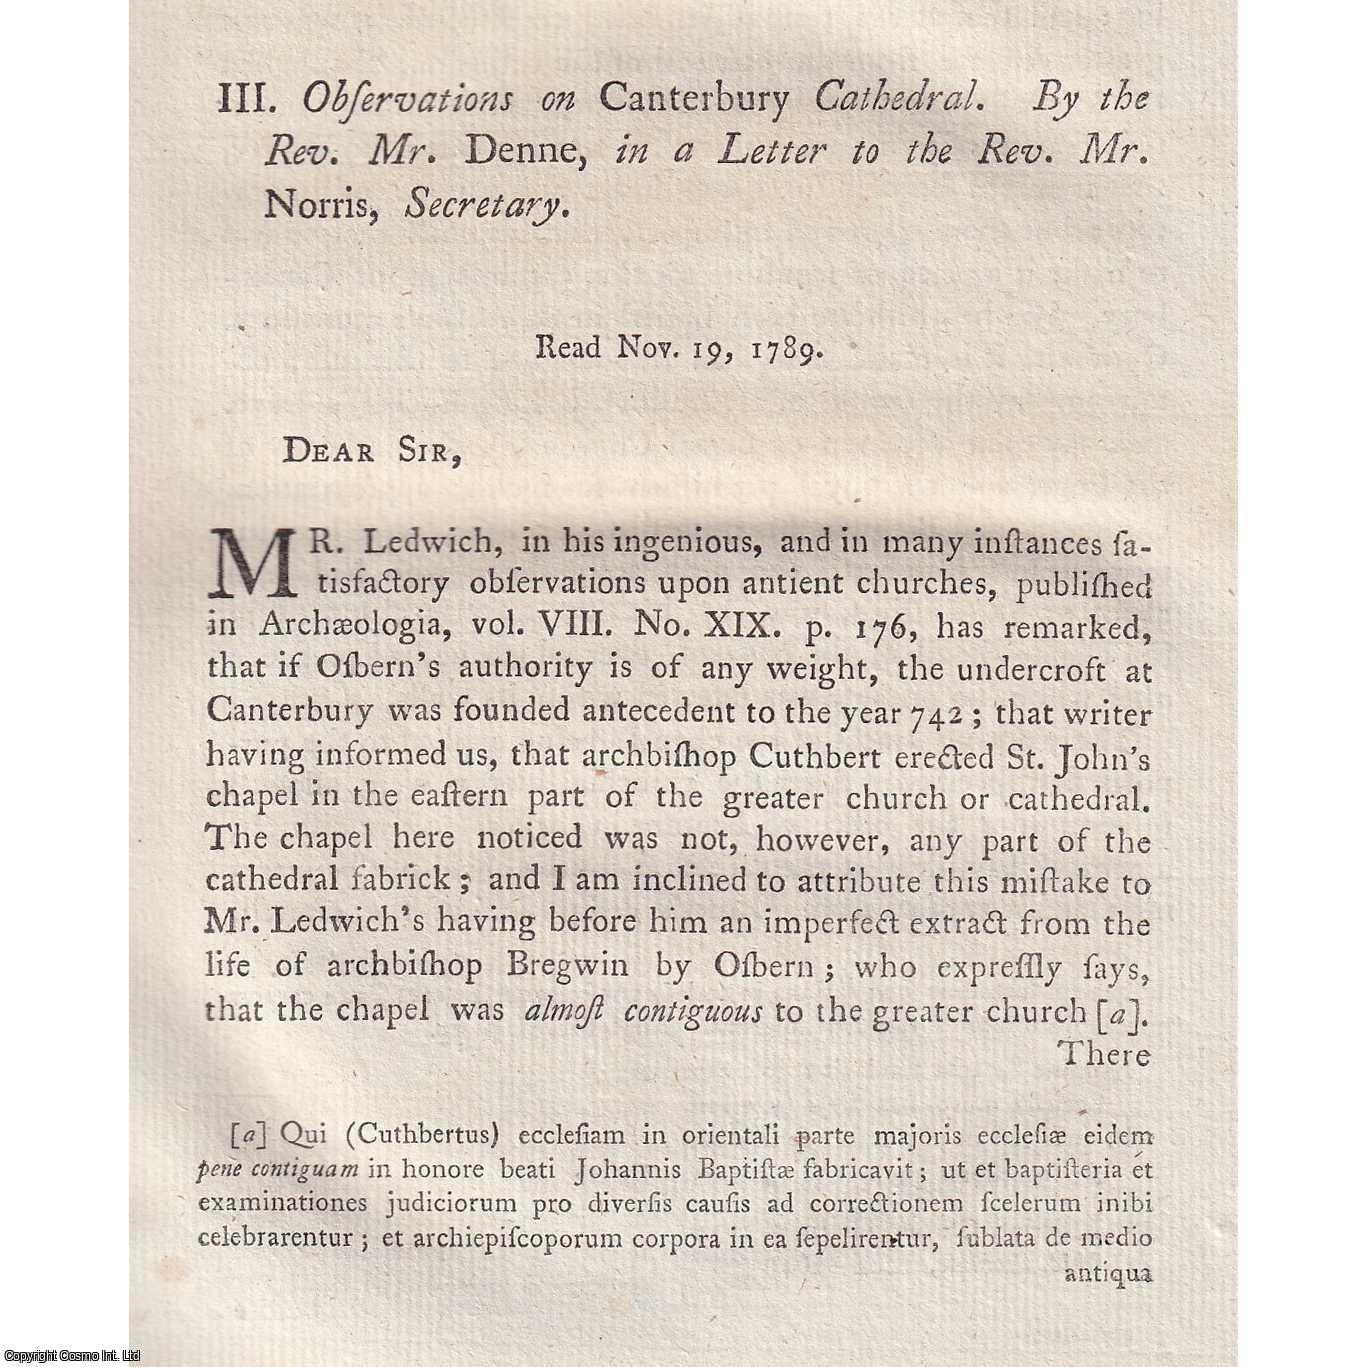 III. Obſervations on Canterbury Cathedral. By the
Rev. Mr. Denne, in a Letter to the Rev. Mr.
Norris, Secretary.
Read Nov. 19, 1789.
DEAR SIR,
MR. Ledwich, in his ingenious, and in many inſtances ſa-
tisfactory obſervations upon antient churches, publiſhed
in Archæologia, vol. VIII. No. XIX. p. 176, has remarked,
that if Oſbern's authority is of any weight, the undercroft at
Canterbury was founded antecedent to the year 742; that writer
having informed us, that archbiſhop Cuthbert erected St. John's
chapel in the eaſtern part of the greater church or cathedral.
The chapel here noticed was not, however, any part of the
cathedral fabrick; and I am inclined to attribute this miſtake to
Mr. Ledwich's having before him an imperfect extract from the
life of archbiſhop Bregwin by Oſbern; who expreſſly ſays,
that the chapel was almoſt contiguous to the greater church [a].
There
[a] Qui (Cuthbertus) eccleſiam in orientali parte majoris eccleſiæ eidem
pene contiguam in honore beati Johannis Baptiſtæ fabricavit; ut et baptiſteria et
examinationes judiciorum pro diverſis cauſis ad correctionem ſcelerum inibi
celebrarentur; et archiepiſcoporum corpora in ea ſepelirentur, ſublata de medio
antiqua
Copyright Cosmo Int. Ltd